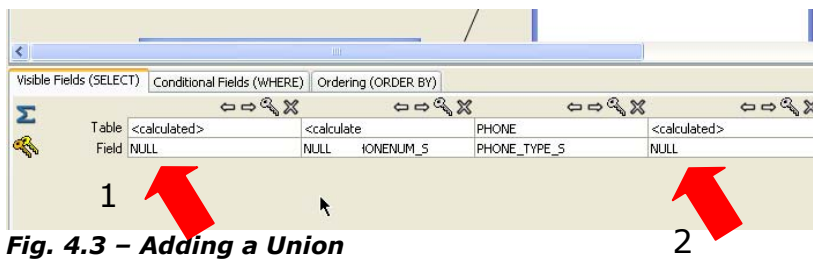 Visible Fields (SELECT) Conditional Fields (WHERE) Ordering (ORDER BY)
Table <calculated> <calculate PHONE <calculated>
Field NULL NULL IONENUM_S PHONE_TYPE_S NULL
1
2
Fig. 4.3 – Adding a Union